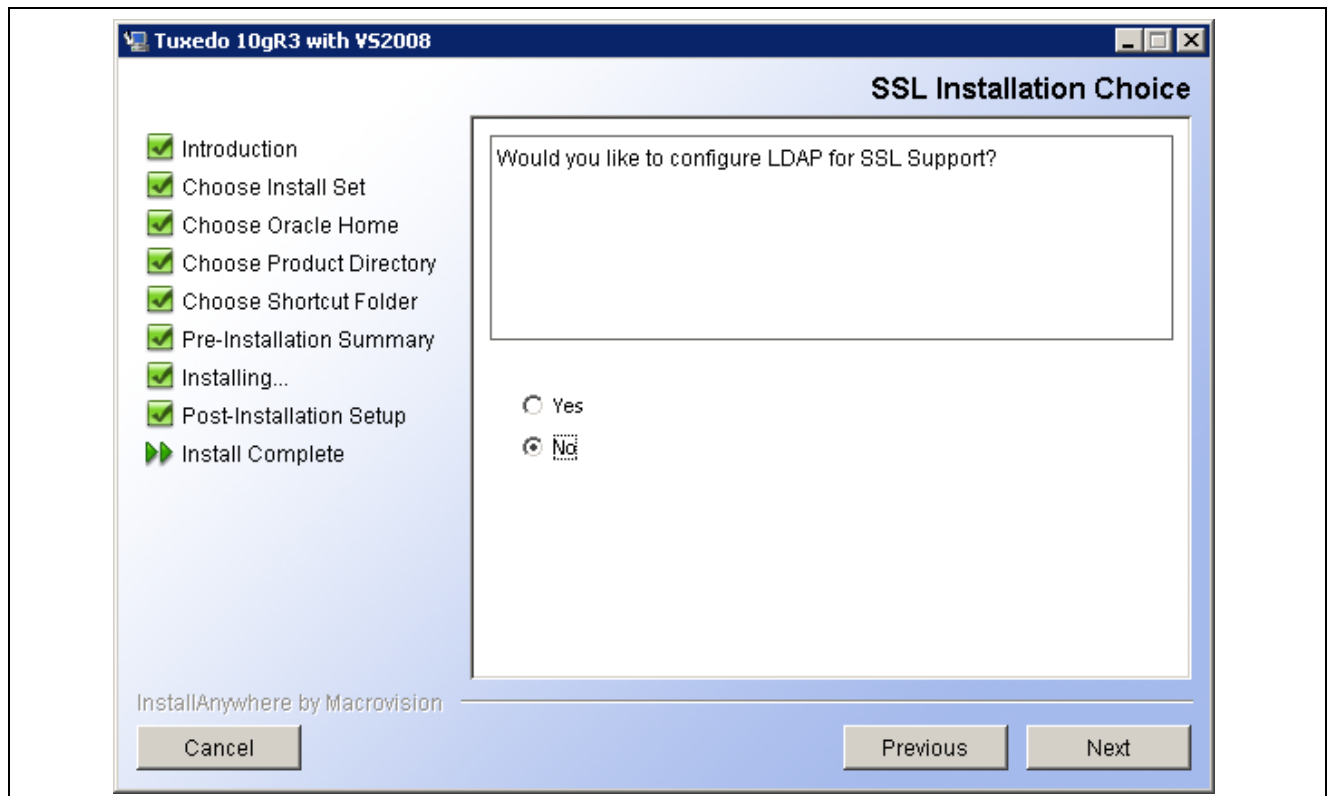 Tuxedo 10gR3 with VS2008
SSL Installation Choice
Introduction
Choose Install Set
Choose Oracle Home
Choose Product Directory
Choose Shortcut Folder
Pre-Installation Summary
Installing...
Post-Installation Setup
Install Complete
Would you like to configure LDAP for SSL Support?
Yes
No
InstallAnywhere by Macrovision
Cancel
Previous
Next